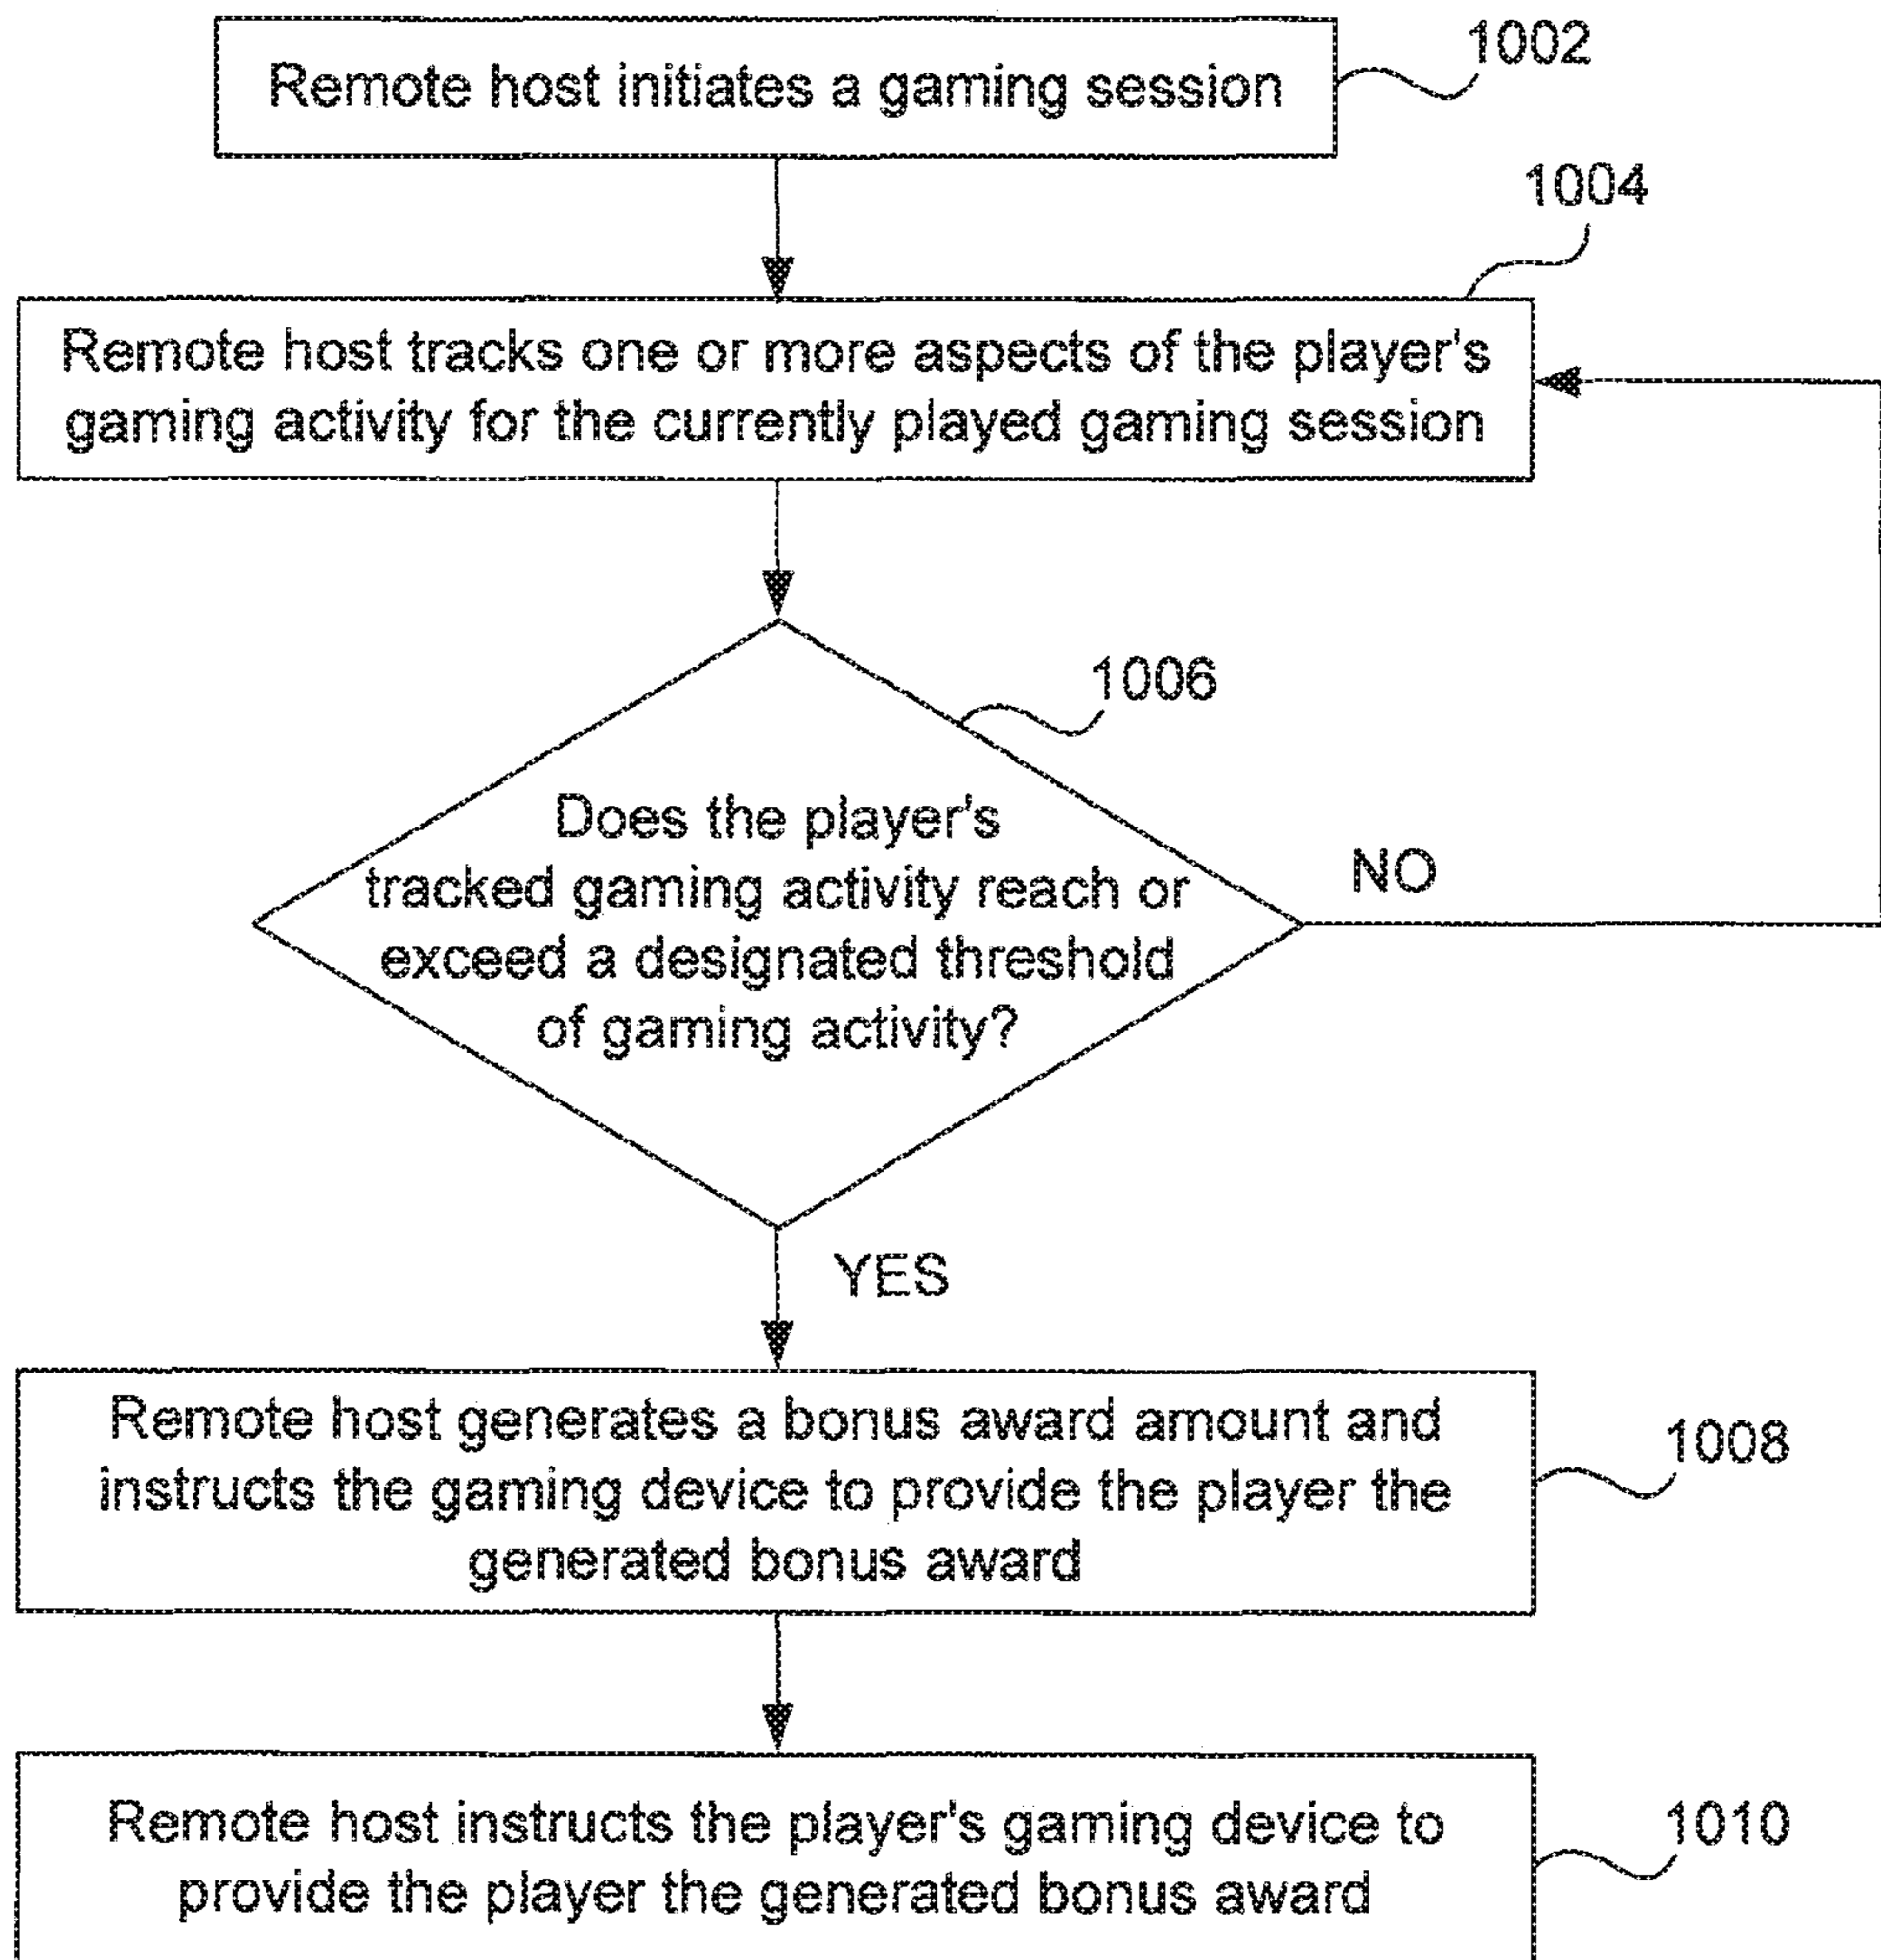 Remote host initiates a gaming session
1002
1004
Remote host tracks one or more aspects of the player's
gaming activity for the currently played gaming session
1006
Does the player's
tracked gaming activity reach or
exceed a designated threshold
of gaming activity?
NO
YES
Remote host generates a bonus award amount and
instructs the gaming device to provide the player the
generated bonus award
1008
Remote host instructs the player's gaming device to
provide the player the generated bonus award
1010